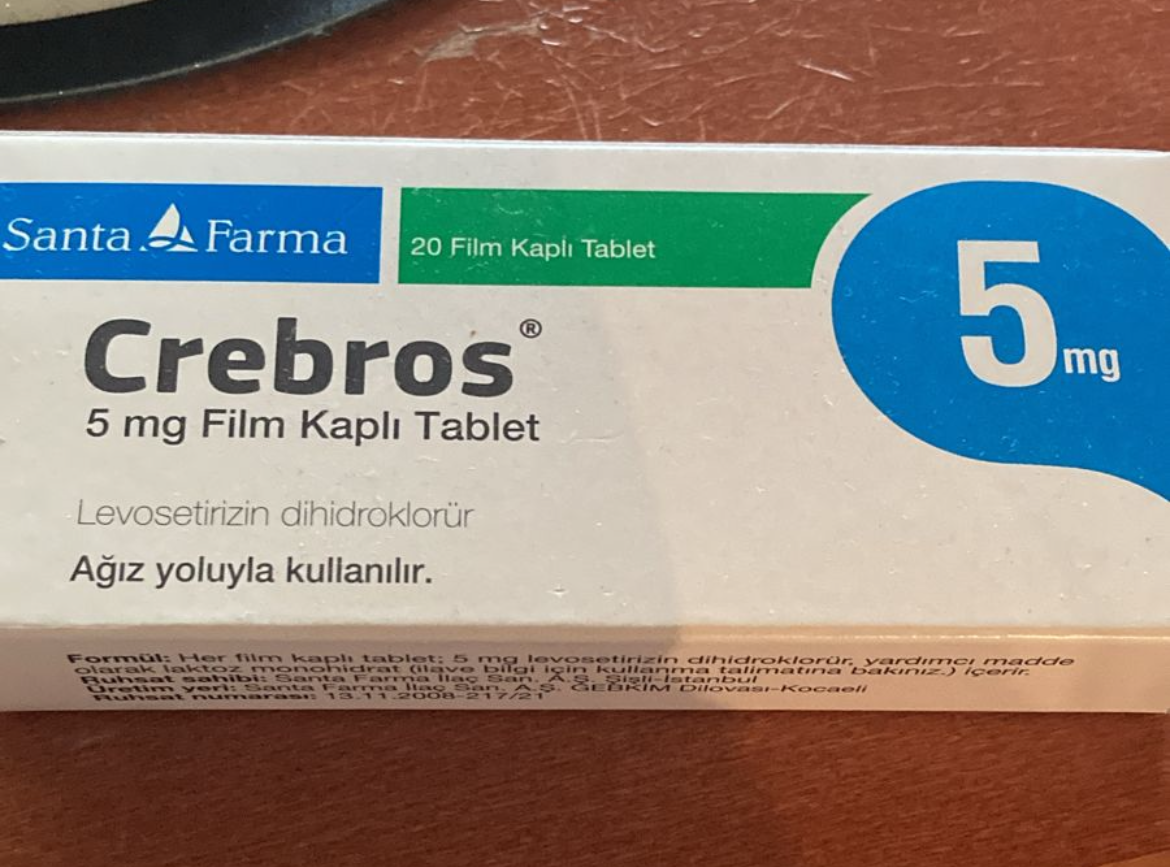 Santa Farma
20 Film Kaplı Tablet
5 mg
Crebros®
5 mg Film Kaplı Tablet
Levosetirizin dihidroklorür
Ağız yoluyla kullanılır.
Formül: Her film kaplı tablet; 5 mg levosetirizin dihidroklorür, yardımcı madde
olarak laktoz monohidrat (ilave bilgi için kullanma talimatına bakınız.) içerir.
Ruhsat sahibi: Santa Farma İlaç San. A.Ş. Şişli-İstanbul
Üretim yeri: Santa Farma İlaç San. A.Ş. GEBKİM Dilovası-Kocaeli
Ruhsat numarası: 13.11.2008-217/21